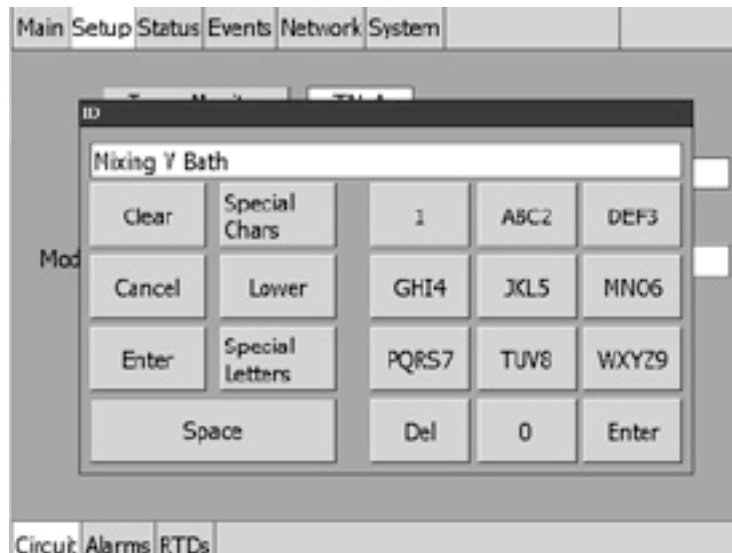 Main Setup Status Events Network System
ID
Mixing V Bath
Clear Special Chars 1 ABC2 DEF3
Mod
Cancel Lower GHI4 JKL5 MNO6
Enter Special Letters PQRS7 TUV8 WXYZ9
Space Del 0 Enter
Circuit Alarms RTDs